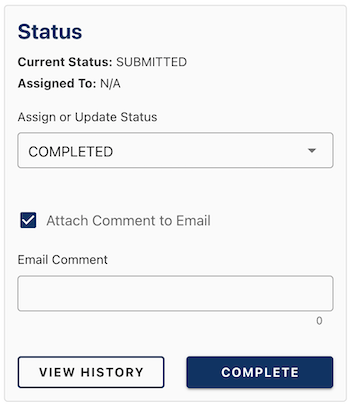 Status
Current Status: SUBMITTED
Assigned To: N/A
Assign or Update Status
COMPLETED
Attach Comment to Email
Email Comment
0
VIEW HISTORY
COMPLETE